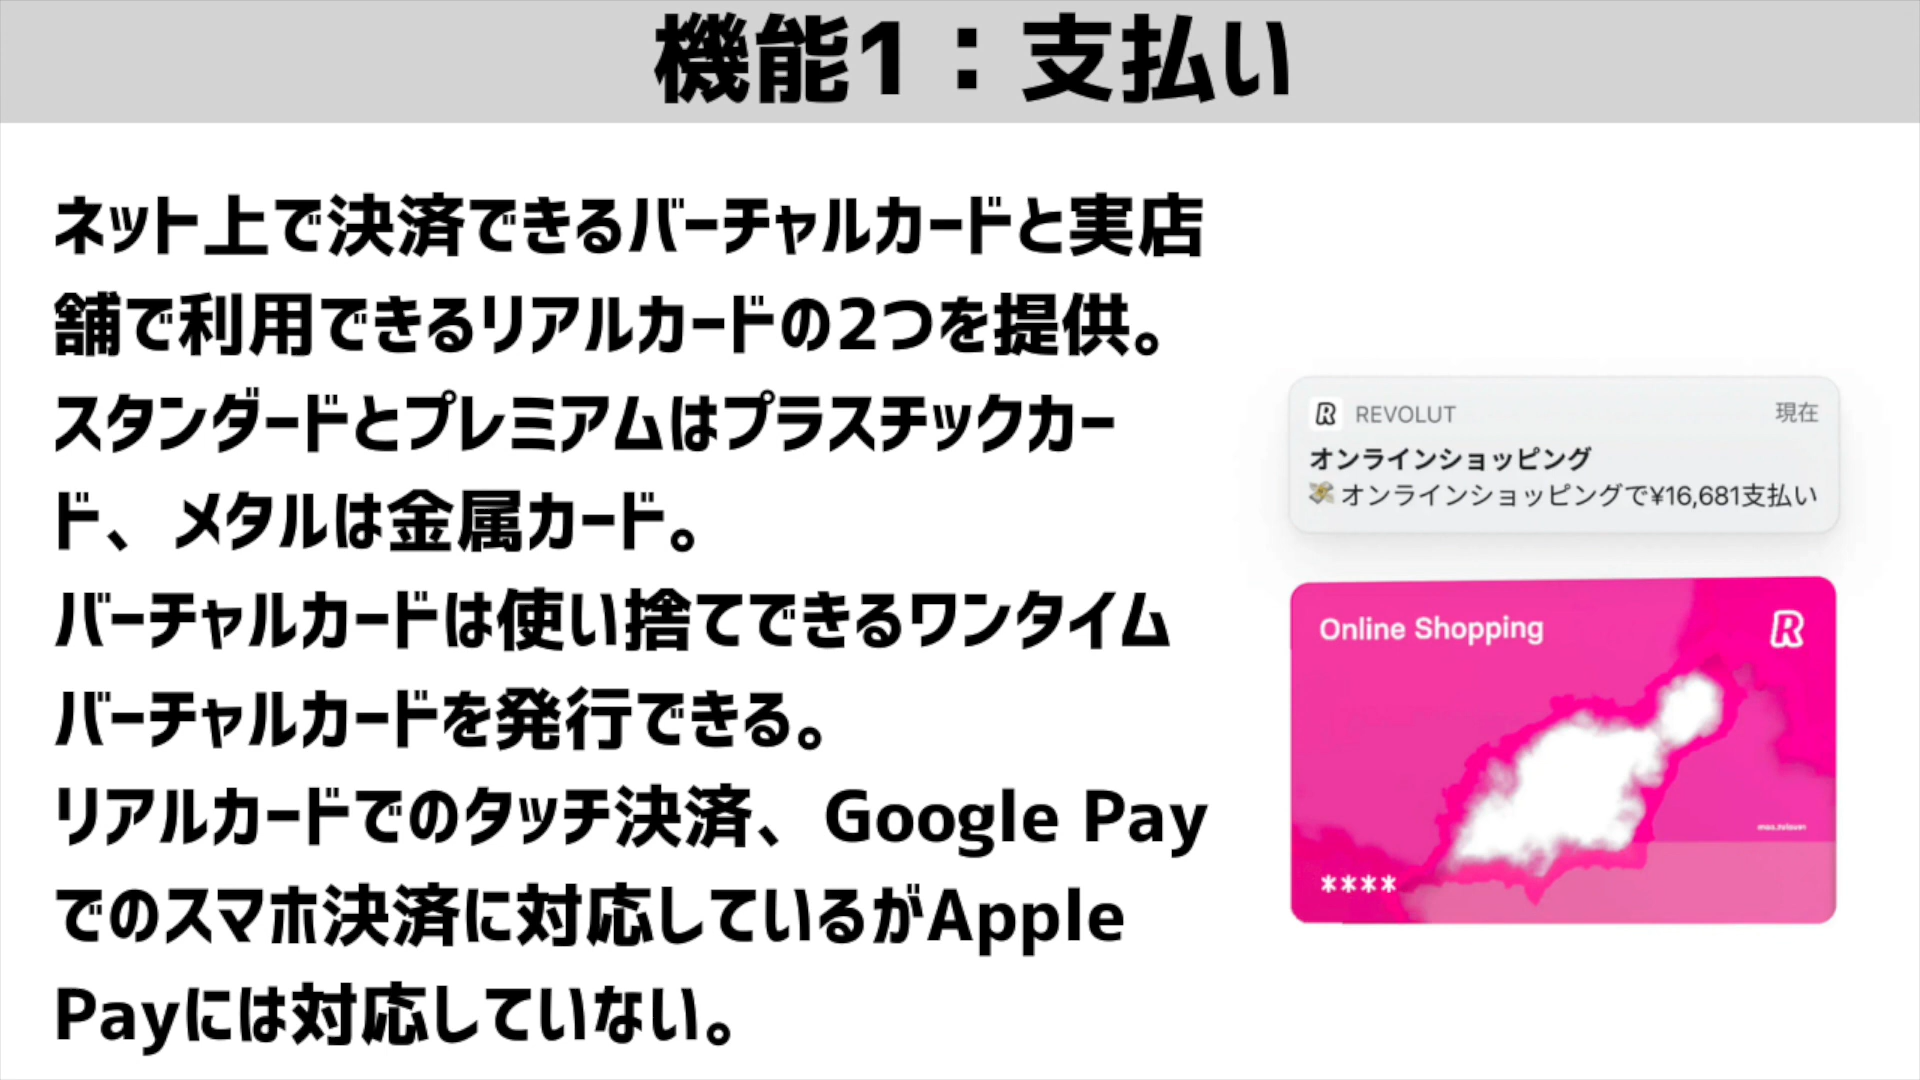 機能1：支払い
ネット上で決済できるバーチャルカードと実店
舗で利用できるリアルカードの2つを提供。
スタンダードとプレミアムはプラスチックカー
ド、メタルは金属カード。
バーチャルカードは使い捨てできるワンタイム
バーチャルカードを発行できる。
リアルカードでのタッチ決済、Google Pay
でのスマホ決済に対応しているがApple
Payには対応していない。
R REVOLUT 現在
オンラインショッピング
💸 オンラインショッピングで¥16,681支払い
Online Shopping R
****